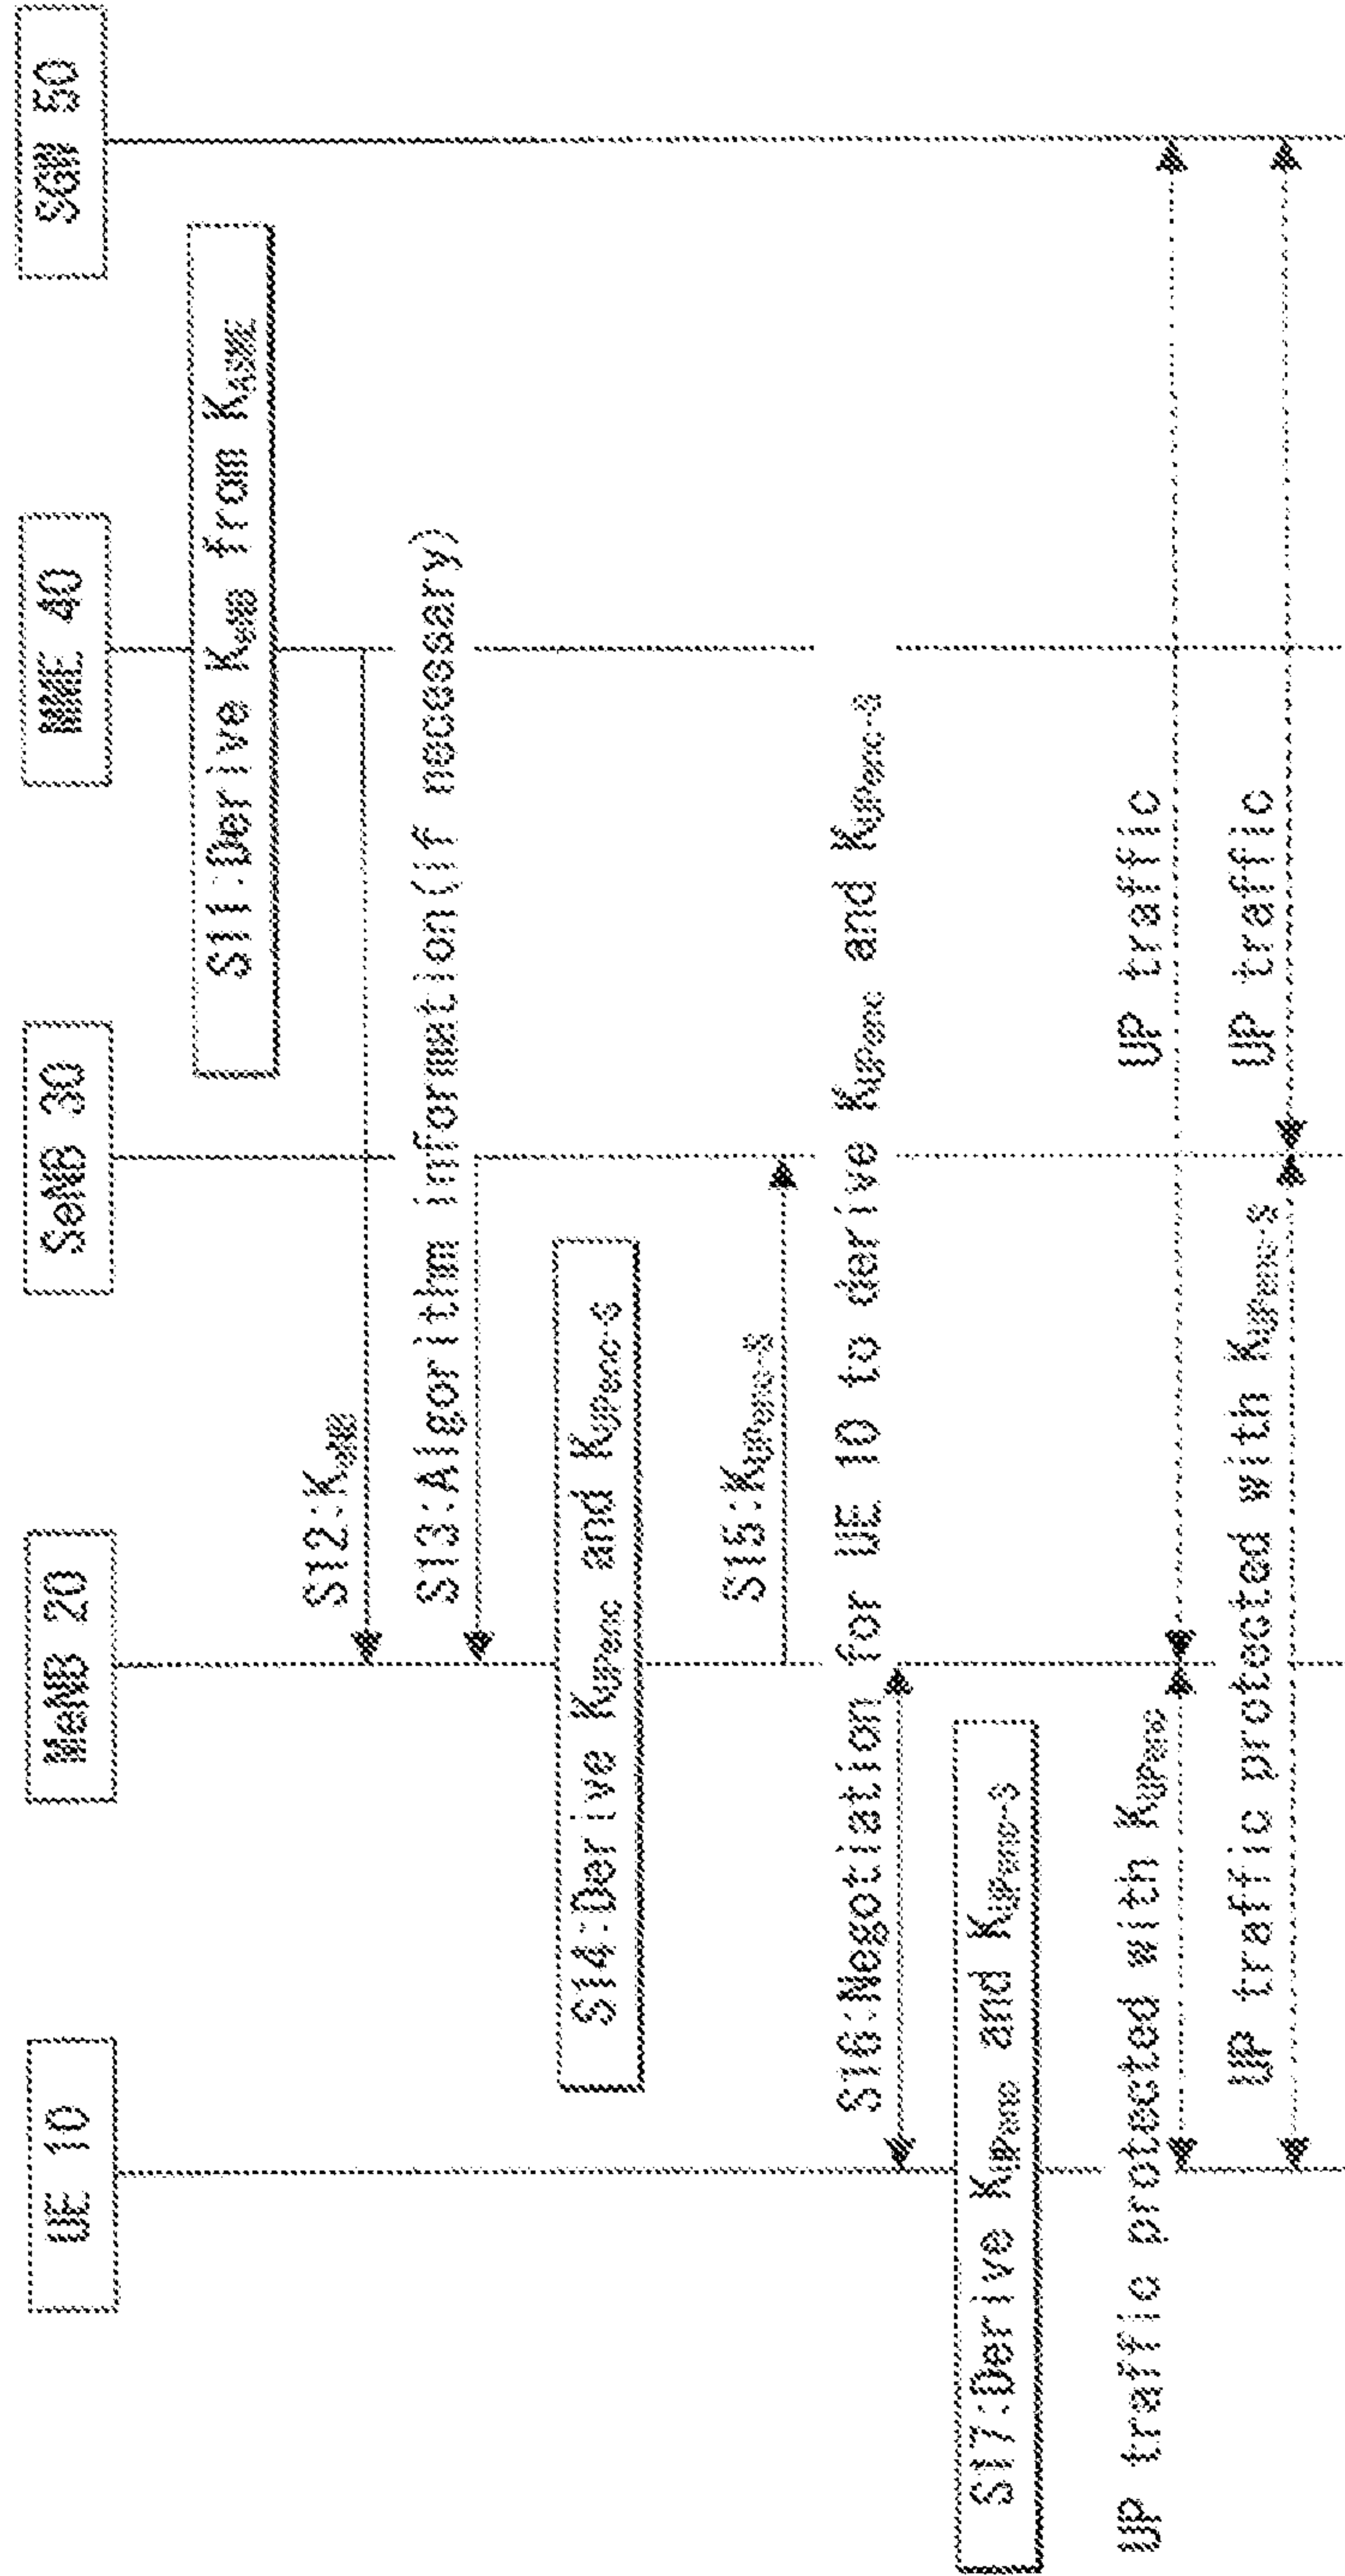 UE 10
MeNB 20
SeNB 30
MME 40
SGW 50
S11:Derive KeNB from KASME
S12:KeNB
S13:Algorithm information(if necessary)
S14:Derive KUPenc and KUPenc-S
S15:KUPenc-S
S16:Negotiation for UE 10 to derive KUPenc and KUPenc-S
S17:Derive KUPenc and KUPenc-S
UP traffic protected with KUPenc
UP traffic
UP traffic protected with KUPenc-S
UP traffic